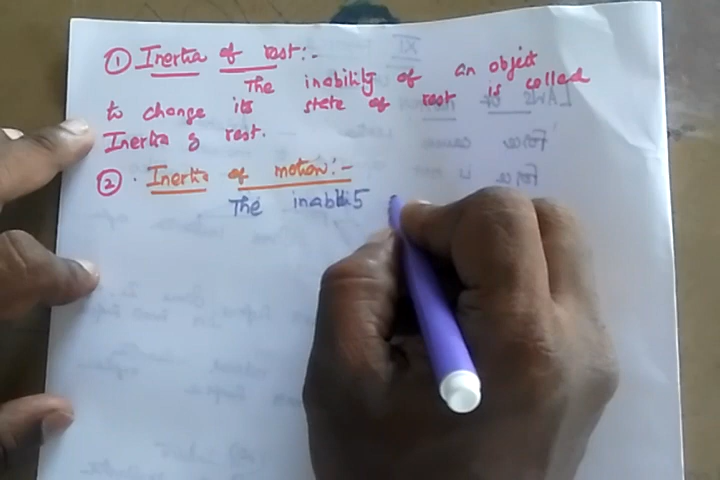 ① Inertia of rest:-
The inability of an object
to change its state of rest is called
Inertia of rest.
② Inertia of motion:-
The inability